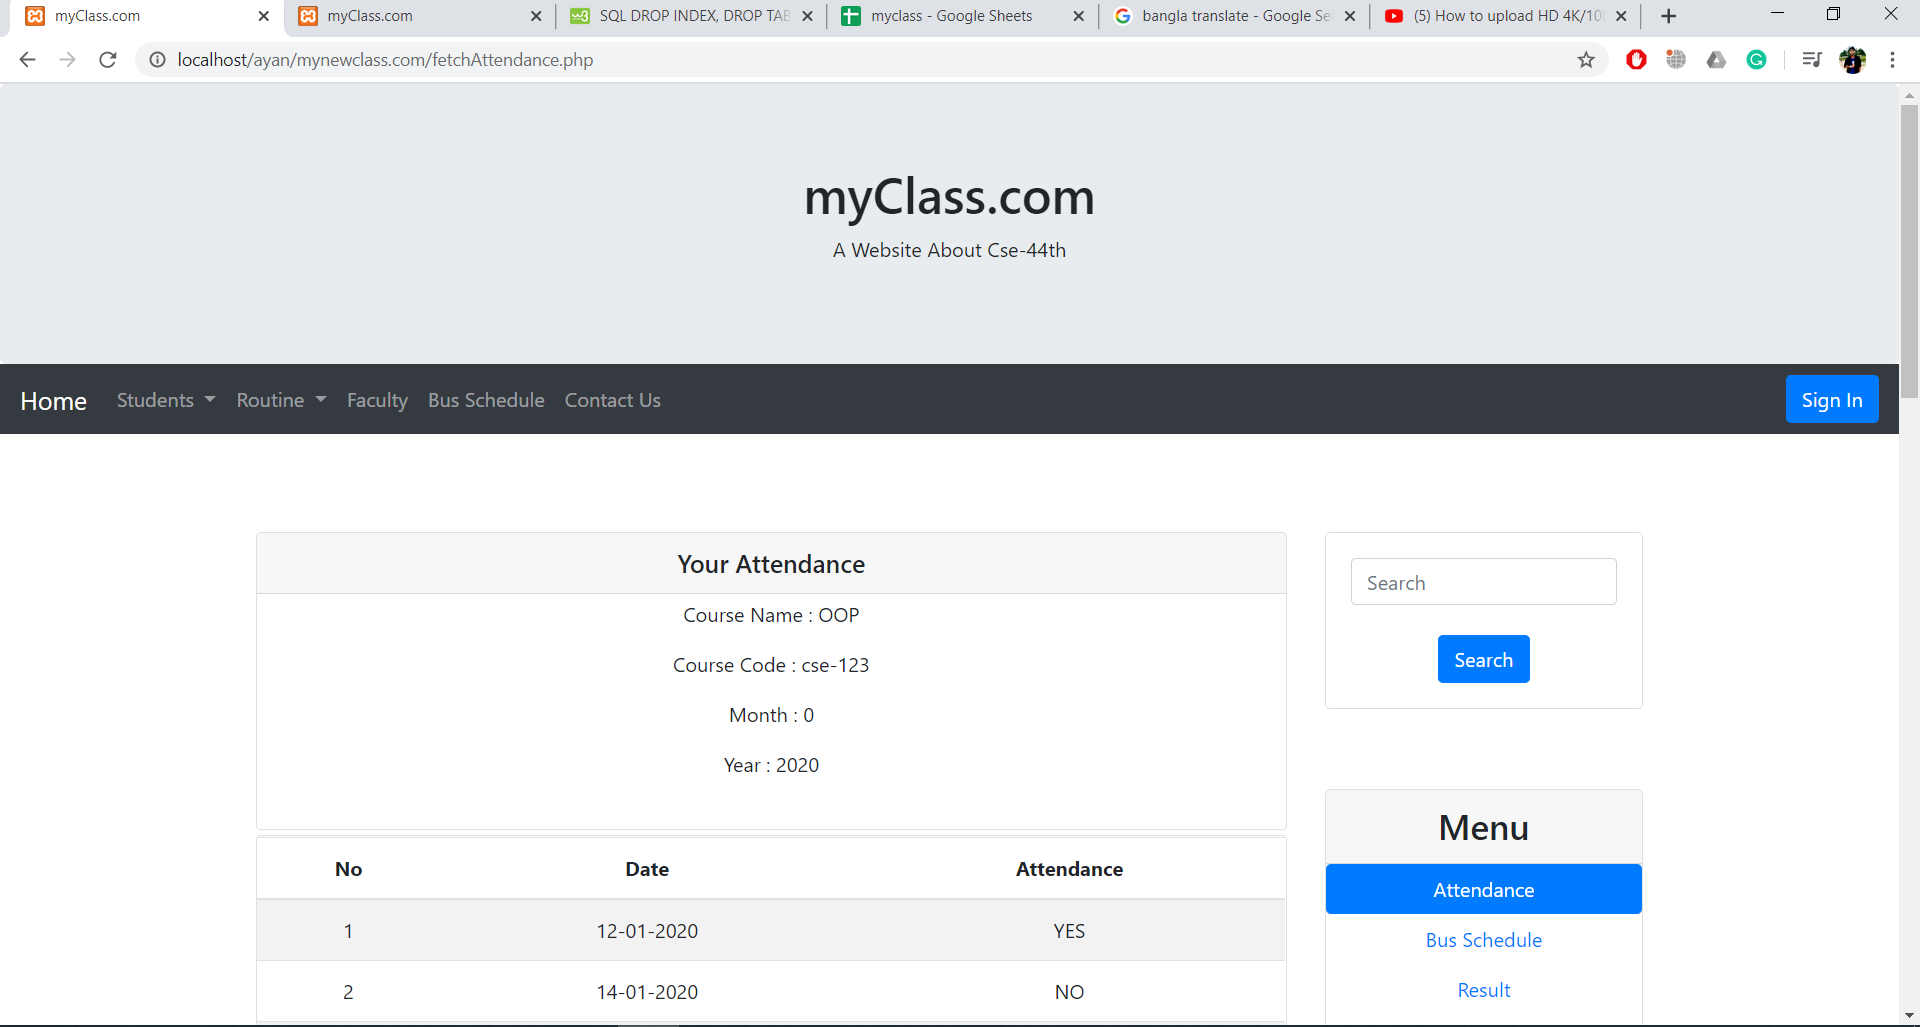 myClass.com
myClass.com
SQL DROP INDEX, DROP TAB
myclass - Google Sheets
bangla translate - Google Se
(5) How to upload HD 4K/10
localhost/ayan/mynewclass.com/fetchAttendance.php
myClass.com
A Website About Cse-44th
Home Students Routine Faculty Bus Schedule Contact Us Sign In
Your Attendance
Course Name : OOP
Course Code : cse-123
Month : 0
Year : 2020
No Date Attendance
1 12-01-2020 YES
2 14-01-2020 NO
Search
Search
Menu
Attendance
Bus Schedule
Result